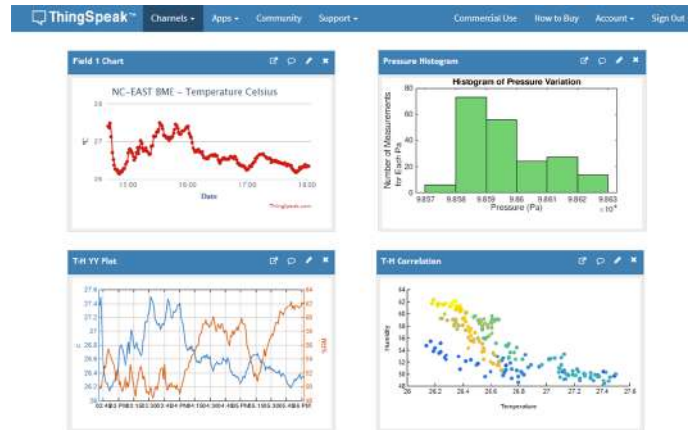 ThingSpeak™ Channels Apps Community Support Commercial Use How to Buy Account Sign Out
Field 1 Chart
NC-EAST BME – Temperature Celsius
28
27
26
°C
15:00 16:00 17:00 18:00
Date
ThingSpeak.com
Pressure Histogram
Histogram of Pressure Variation
80
60
40
20
0
Number of Measurements
for Each Pa
9.857 9.858 9.859 9.86 9.861 9.862 9.863
Pressure (Pa)
T-H YY Plot
27.6
27.4
27
26.8
26.6
26.4
26.2
26
64
60
58
56
54
52
50
48
T-H Correlation
64
62
60
58
56
54
52
50
48
Humidity
26 26.2 26.4 26.6 26.8 27 27.2 27.4 27.6
Temperature